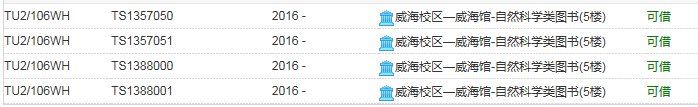 TU2/106WH TS1357050 2016 - 威海校区—威海馆-自然科学类图书(5楼) 可借
TU2/106WH TS1357051 2016 - 威海校区—威海馆-自然科学类图书(5楼) 可借
TU2/106WH TS1388000 2016 - 威海校区—威海馆-自然科学类图书(5楼) 可借
TU2/106WH TS1388001 2016 - 威海校区—威海馆-自然科学类图书(5楼) 可借